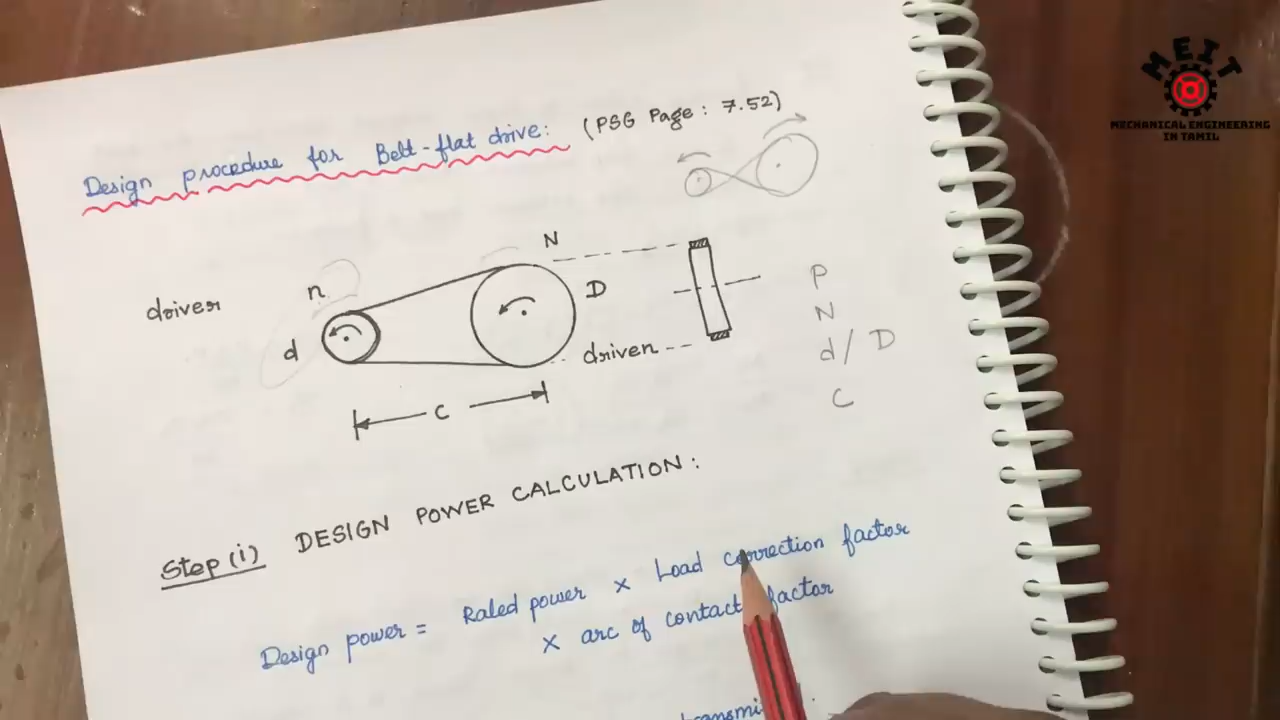 MEIT
MECHANICAL ENGINEERING
IN TAMIL
Design procedure for Belt-flat drive: (PSG Page: 7.52)
N
n
D
driver
d
driven
C
P
N
d/D
C
Step (i) DESIGN POWER CALCULATION:
Design power = Rated power x Load correction factor
x arc of contact factor